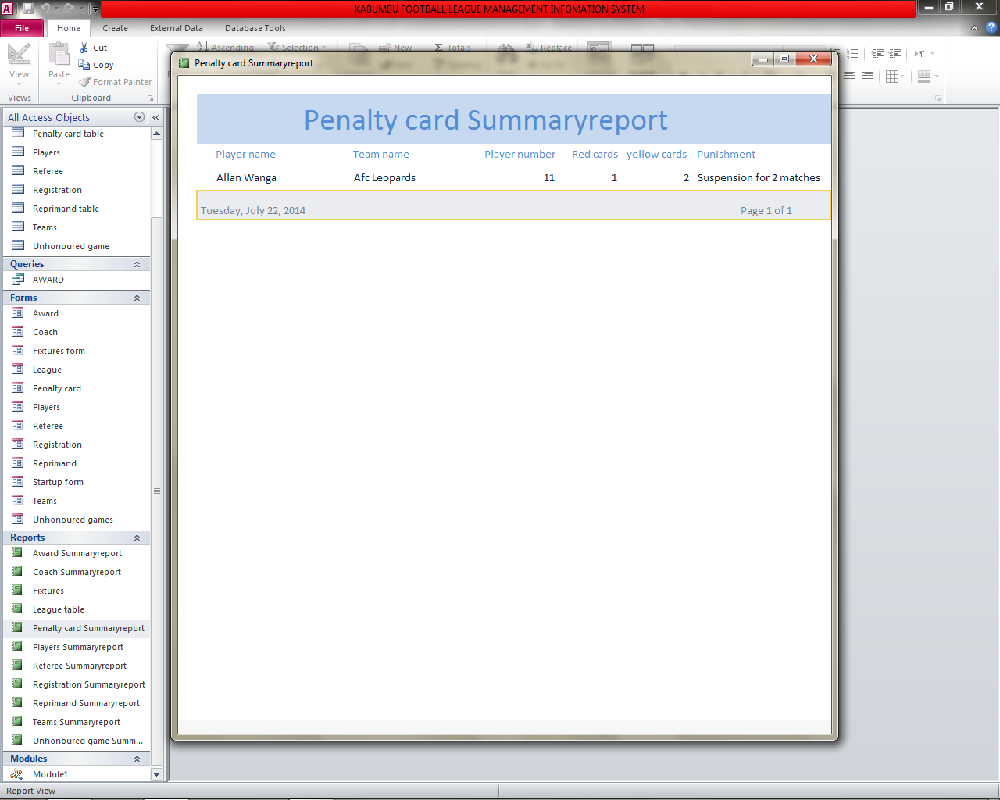 KABUMBU FOOTBALL LEAGUE MANAGEMENT INFOMATION SYSTEM
File Home Create External Data Database Tools
View
Views
Paste
Cut
Copy
Format Painter
Clipboard
Ascending
Selection
New
Totals
Replace
All Access Objects
Penalty card table
Players
Referee
Registration
Reprimand table
Teams
Unhonoured game
Queries
AWARD
Forms
Award
Coach
Fixtures form
League
Penalty card
Players
Referee
Registration
Reprimand
Startup form
Teams
Unhonoured games
Reports
Award Summaryreport
Coach Summaryreport
Fixtures
League table
Penalty card Summaryreport
Players Summaryreport
Referee Summaryreport
Registration Summaryreport
Reprimand Summaryreport
Teams Summaryreport
Unhonoured game Summ...
Modules
Module1
Penalty card Summaryreport
Penalty card Summaryreport
Player name Team name Player number Red cards yellow cards Punishment
Allan Wanga Afc Leopards 11 1 2 Suspension for 2 matches
Tuesday, July 22, 2014 Page 1 of 1
Report View